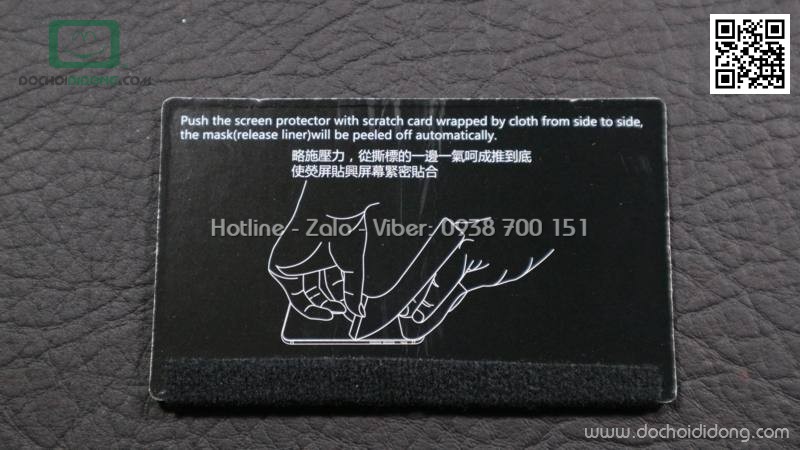 DOCHOIDIDONG.COM
Push the screen protector with scratch card wrapped by cloth from side to side,
the mask(release liner)will be peeled off automatically.
略施壓力，從撕標的一邊一氣呵成推到底
使熒屏貼興屏幕緊密貼合
Hotline - Zalo - Viber: 0938 700 151
www.dochoididong.com